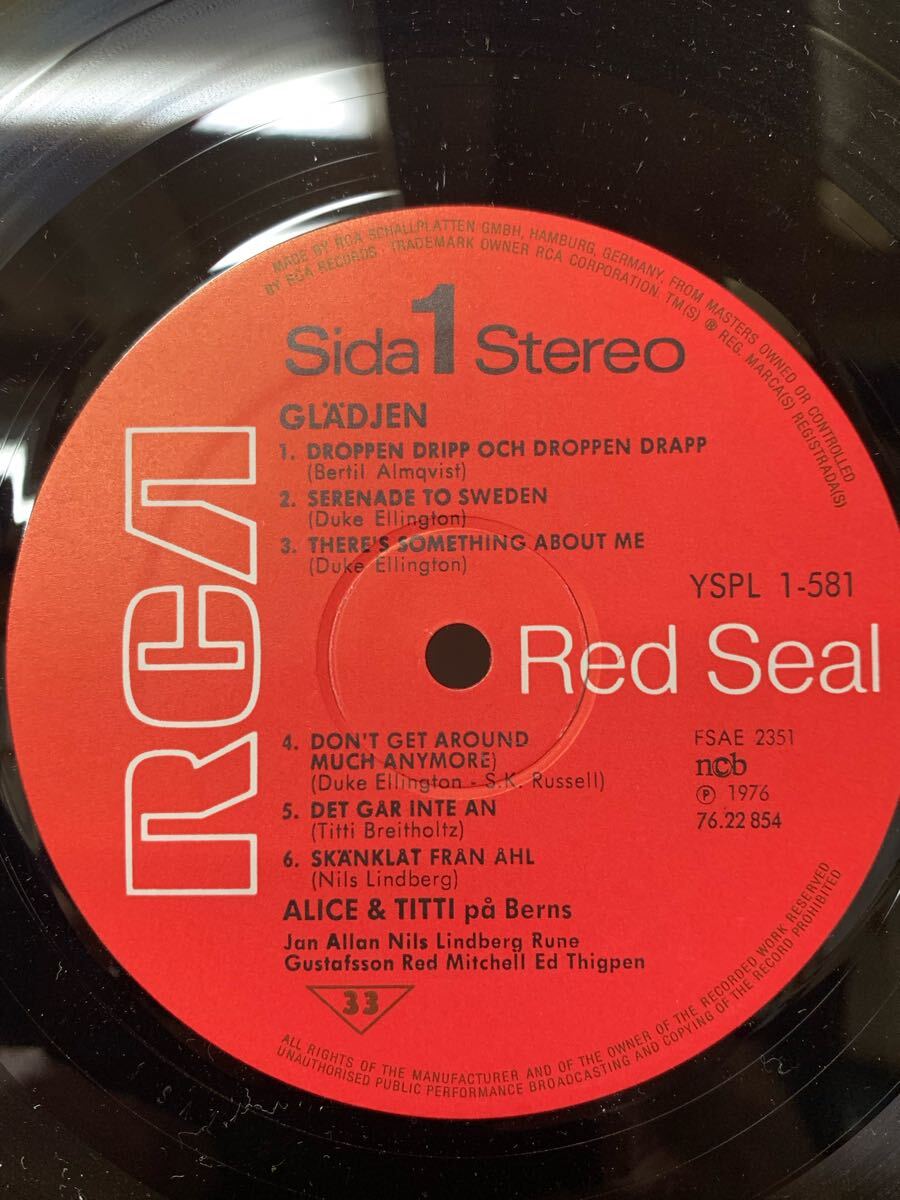 MADE BY RCA SCHALLPLATTEN GMBH, HAMBURG, GERMANY. FROM MASTERS OWNED OR CONTROLLED
BY RCA RECORDS TRADEMARK OWNER RCA CORPORATION. TM(S) ® REG. MARCA(S) REGISTRADA(S)
Sida 1 Stereo
GLÄDJEN
1. DROPPEN DRIPP OCH DROPPEN DRAPP
(Bertil Almqvist)
2. SERENADE TO SWEDEN
(Duke Ellington)
3. THERE'S SOMETHING ABOUT ME
(Duke Ellington)
YSPL 1-581
RCA
Red Seal
4. DON'T GET AROUND
MUCH ANYMORE)
(Duke Ellington - S.K. Russell)
5. DET GAR INTE AN
(Titti Breitholtz)
6. SKÄNKLAT FRÅN ÅHL
(Nils Lindberg)
FSAE 2351
ncb
℗ 1976
76.22 854
ALICE & TITTI på Berns
Jan Allan Nils Lindberg Rune
Gustafsson Red Mitchell Ed Thigpen
33
ALL RIGHTS OF THE MANUFACTURER AND OF THE OWNER OF THE RECORDED WORK RESERVED
UNAUTHORISED PUBLIC PERFORMANCE BROADCASTING AND COPYING OF THE RECORD PROHIBITED